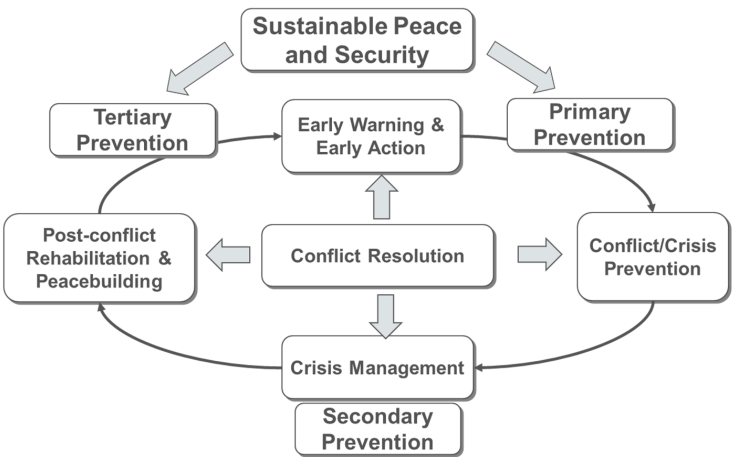 Sustainable Peace
and Security
Tertiary
Prevention
Early Warning &
Early Action
Primary
Prevention
Post-conflict
Rehabilitation &
Peacebuilding
Conflict Resolution
Conflict/Crisis
Prevention
Crisis Management
Secondary
Prevention